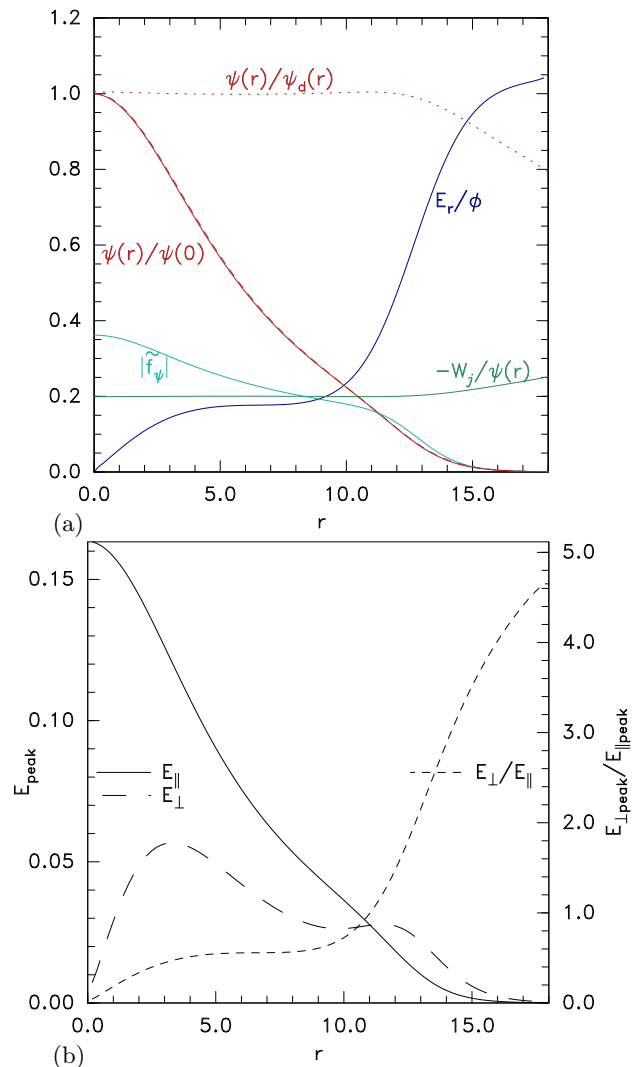 1.2
1.0
0.8
0.6
0.4
0.2
0.0
ψ(r)/ψ_d(r)
E_r/φ
ψ(r)/ψ(0)
|f̃_ψ|
-W_j/ψ(r)
0.0 5.0 10.0 15.0
r
(a)
E_peak
0.15
0.10
0.05
0.00
E_∥
E_⊥
E_⊥/E_∥
5.0
4.0
3.0
2.0
1.0
0.0
E_⊥peak/E_∥peak
0.0 5.0 10.0 15.0
r
(b)